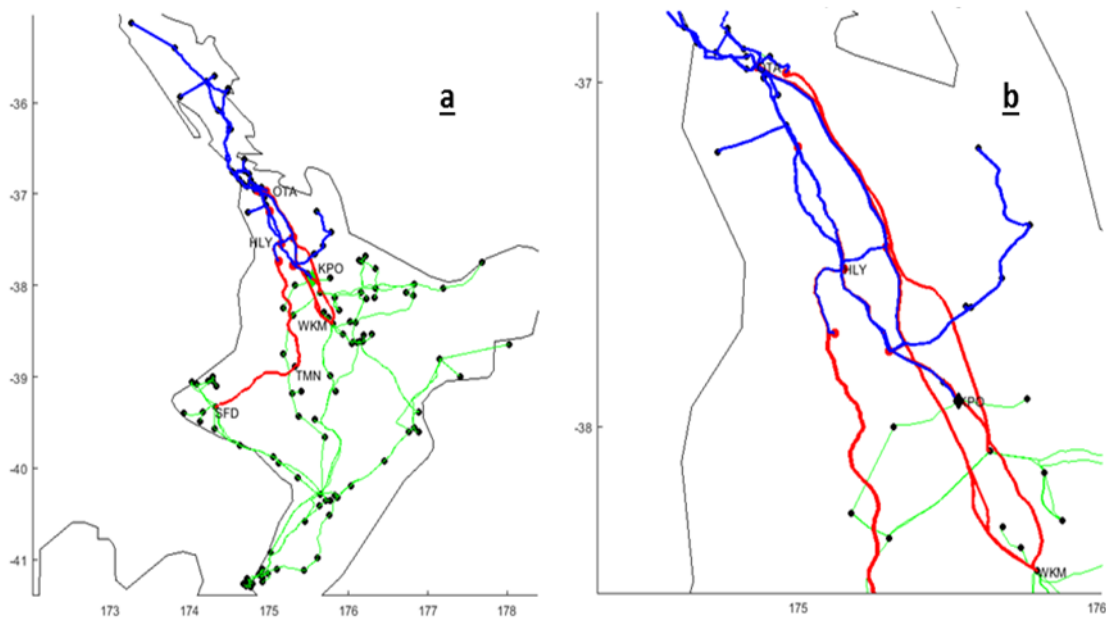 a
-36
-37
-38
-39
-40
-41
173
174
175
176
177
178
OTA
HLY
KPO
WKM
TMN
SFD
b
-37
-38
175
176
OTA
HLY
KPO
WKM